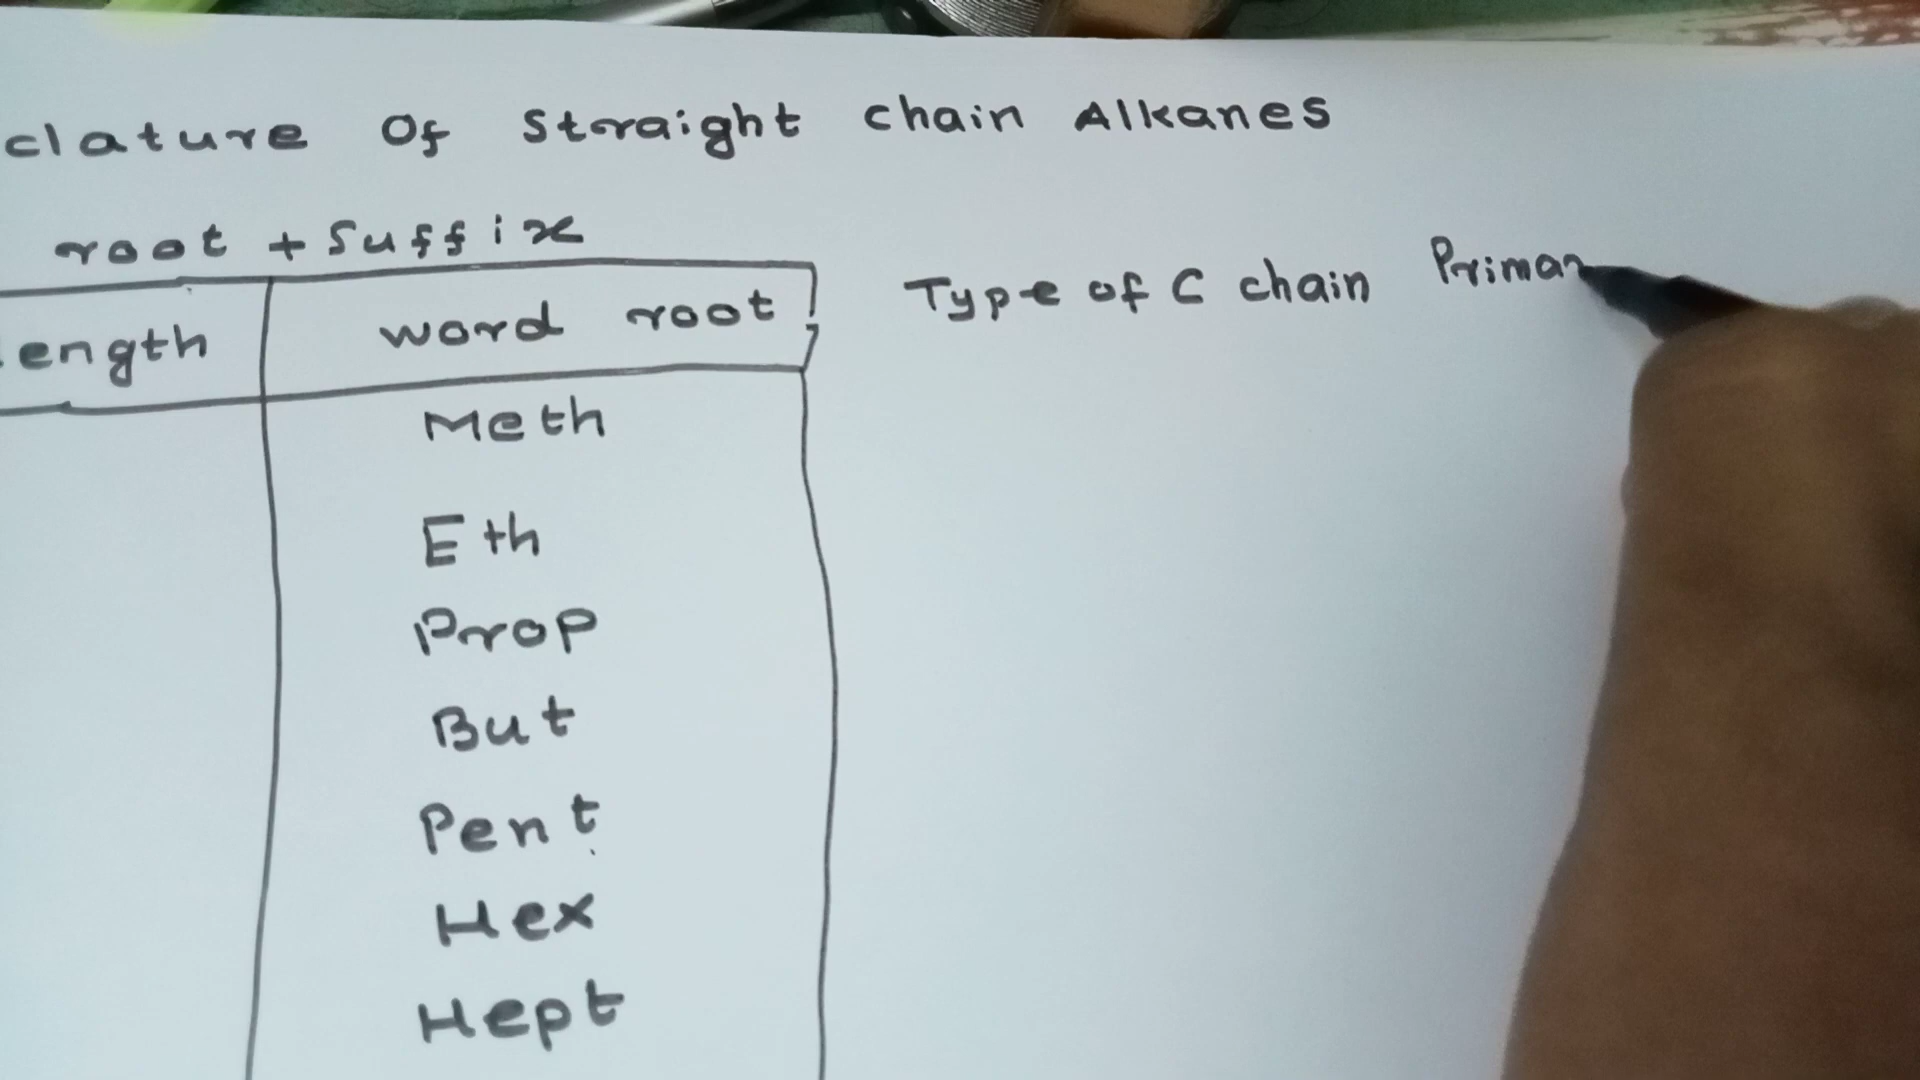 clature Of Straight chain Alkanes
root + Suffix
ength word root
Type of C chain Primar
Meth
Eth
Prop
But
Pent
Hex
Hept